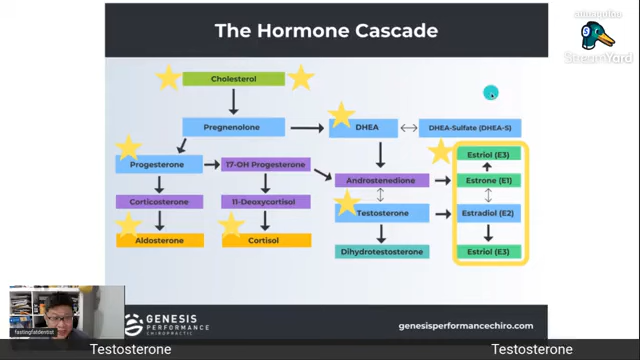 The Hormone Cascade
StreamYard
Cholesterol
Pregnenolone
DHEA
DHEA-Sulfate (DHEA-S)
Estriol (E3)
Progesterone
17-OH Progesterone
Androstenedione
Estrone (E1)
Corticosterone
11-Deoxycortisol
Testosterone
Estradiol (E2)
Aldosterone
Cortisol
Dihydrotestosterone
Estriol (E3)
fastingfatdentist
GENESIS
PERFORMANCE
CHIROPRACTIC
genesisperformancechiro.com
Testosterone
Testosterone